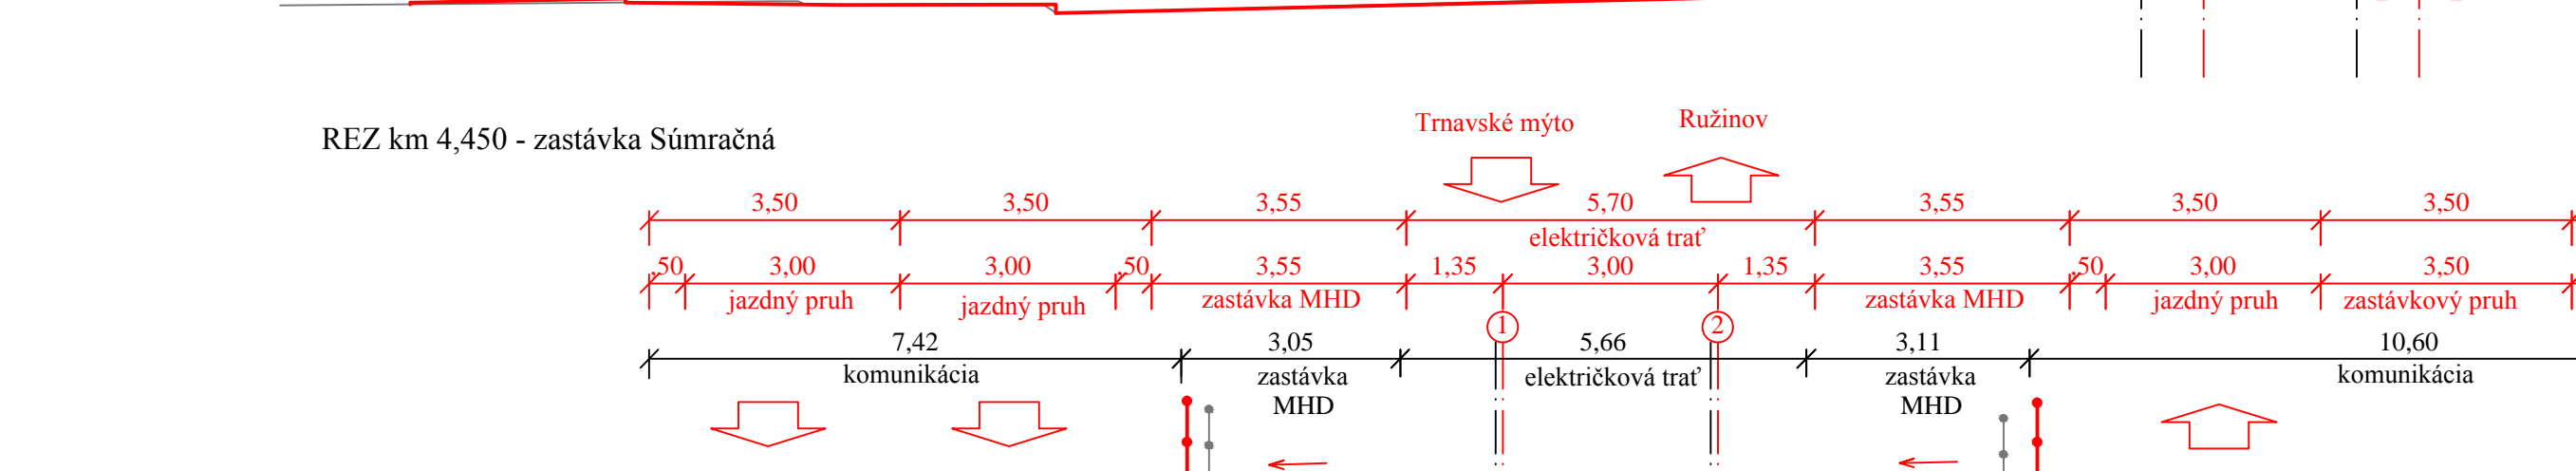 Trnavské mýto
Ružinov
REZ km 4,450 - zastávka Súmračná
3,50 3,50 3,55 5,70 3,55 3,50 3,50
električková trať
,50 3,00 3,00 ,50 3,55 1,35 3,00 1,35 3,55 ,50 3,00 3,50
jazdný pruh jazdný pruh zastávka MHD zastávka MHD jazdný pruh zastávkový pruh
1 2
7,42 3,05 5,66 3,11 10,60
komunikácia zastávka električková trať zastávka komunikácia
MHD MHD